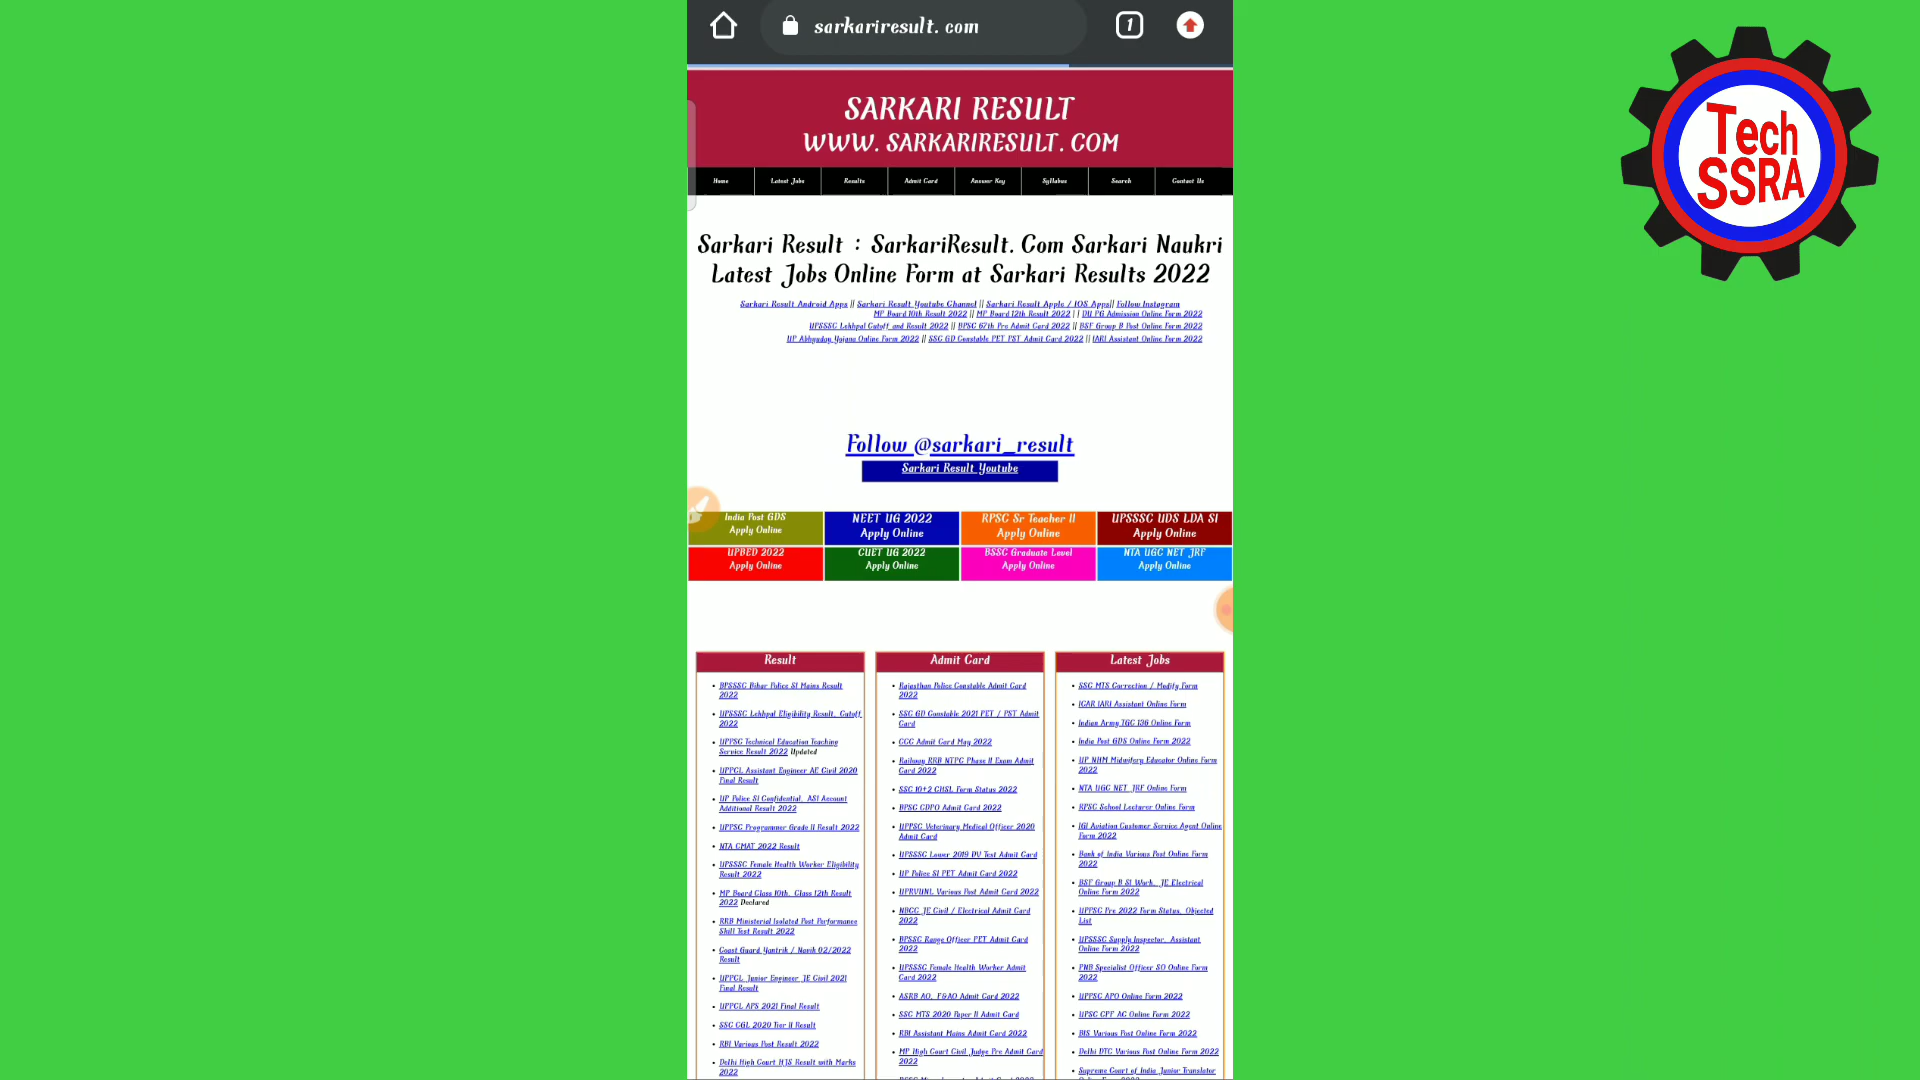 sarkariresult. com
1
Tech
SSRA
SARKARI RESULT
WWW. SARKARIRESULT. COM
Home Latest Jobs Results Admit Card Answer Key Syllabus Search Contact Us
Sarkari Result : SarkariResult. Com Sarkari Naukri
Latest Jobs Online Form at Sarkari Results 2022
Sarkari Result Android Apps || Sarkari Result Youtube Channel || Sarkari Result Apple / IOS Apps|| Follow Instagram
MP Board 10th Result 2022 || MP Board 12th Result 2022 | | DU PG Admission Online Form 2022
UPSSSC Lekhpal Cutoff and Result 2022 || BPSC 67th Pre Admit Card 2022 || BSF Group B Post Online Form 2022
UP Abhyuday Yojana Online Form 2022 || SSC GD Constable PET PST Admit Card 2022 || IARI Assistant Online Form 2022
Follow @sarkari_result
Sarkari Result Youtube
India Post GDS
Apply Online
NEET UG 2022
Apply Online
RPSC Sr Teacher II
Apply Online
UPSSSC UDS LDA SI
Apply Online
UPBED 2022
Apply Online
CUET UG 2022
Apply Online
BSSC Graduate Level
Apply Online
NTA UGC NET JRF
Apply Online
Result
BPSSSC Bihar Police SI Mains Result
2022
UPSSSC Lekhpal Eligibility Result, Cutoff
2022
UPPSC Technical Education Teaching
Service Result 2022 Updated
UPPCL Assistant Engineer AE Civil 2020
Final Result
UP Police SI Confidential, ASI Account
Additional Result 2022
UPPSC Programmer Grade II Result 2022
NTA CMAT 2022 Result
UPSSSC Female Health Worker Eligibility
Result 2022
MP Board Class 10th, Class 12th Result
2022 Declared
RRB Ministerial Isolated Post Performance
Skill Test Result 2022
Coast Guard Yantrik / Navik 02/2022
Result
UPPCL Junior Engineer JE Civil 2021
Final Result
UPPCL APS 2021 Final Result
SSC CGL 2020 Tier II Result
RBI Various Post Result 2022
Delhi High Court HJS Result with Marks
2022
Admit Card
Rajasthan Police Constable Admit Card
2022
SSC GD Constable 2021 PET / PST Admit
Card
CCC Admit Card May 2022
Railway RRB NTPC Phase II Exam Admit
Card 2022
SSC 10+2 CHSL Form Status 2022
BPSC CDPO Admit Card 2022
UPPSC Veterinary Medical Officer 2020
Admit Card
UPSSSC Lower 2019 DV Test Admit Card
UP Police SI PET Admit Card 2022
UPRVUNL Various Post Admit Card 2022
NBCC JE Civil / Electrical Admit Card
2022
BPSSC Range Officer PET Admit Card
2022
UPSSSC Female Health Worker Admit
Card 2022
ASRB AO, F&AO Admit Card 2022
SSC MTS 2020 Paper II Admit Card
RBI Assistant Mains Admit Card 2022
MP High Court Civil Judge Pre Admit Card
2022
Latest Jobs
SSC MTS Correction / Modify Form
ICAR IARI Assistant Online Form
Indian Army TGC 136 Online Form
India Post GDS Online Form 2022
UP NHM Midwifery Educator Online Form
2022
NTA UGC NET JRF Online Form
RPSC School Lecturer Online Form
IGI Aviation Customer Service Agent Online
Form 2022
Bank of India Various Post Online Form
2022
BSF Group B SI Work, JE Electrical
Online Form 2022
UPPSC Pre 2022 Form Status, Objected
List
UPSSSC Supply Inspector, Assistant
Online Form 2022
PNB Specialist Officer SO Online Form
2022
UPPSC APO Online Form 2022
UPSC CPF AC Online Form 2022
BIS Various Post Online Form 2022
Delhi DTC Various Post Online Form 2022
Supreme Court of India Junior Translator